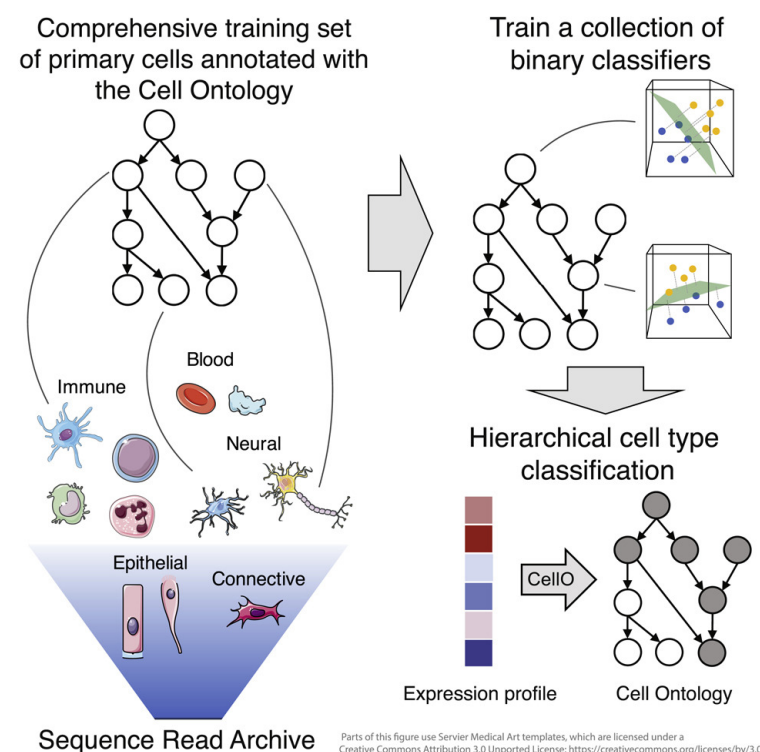 Comprehensive training set
of primary cells annotated with
the Cell Ontology
Train a collection of
binary classifiers
Blood
Immune
Neural
Epithelial
Connective
Sequence Read Archive
Hierarchical cell type
classification
CellO
Expression profile
Cell Ontology
Parts of this figure use Servier Medical Art templates, which are licensed under a
Creative Commons Attribution 3.0 Unported License: https://creativecommons.org/licenses/by/3.0